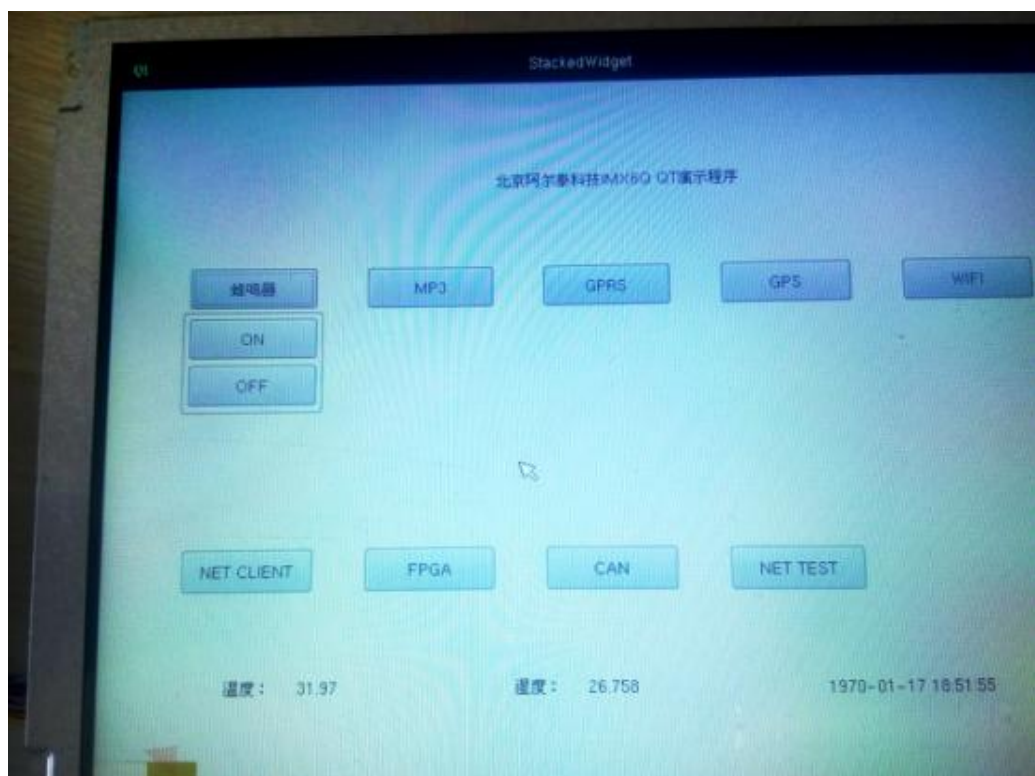 Qt StackedWidget
北京阿尔泰科技IMX6Q QT演示程序
蜂鸣器 MP3 GPRS GPS WIFI
ON
OFF
NET CLIENT FPGA CAN NET TEST
温度： 31.97 湿度： 26.758 1970-01-17 18:51:55